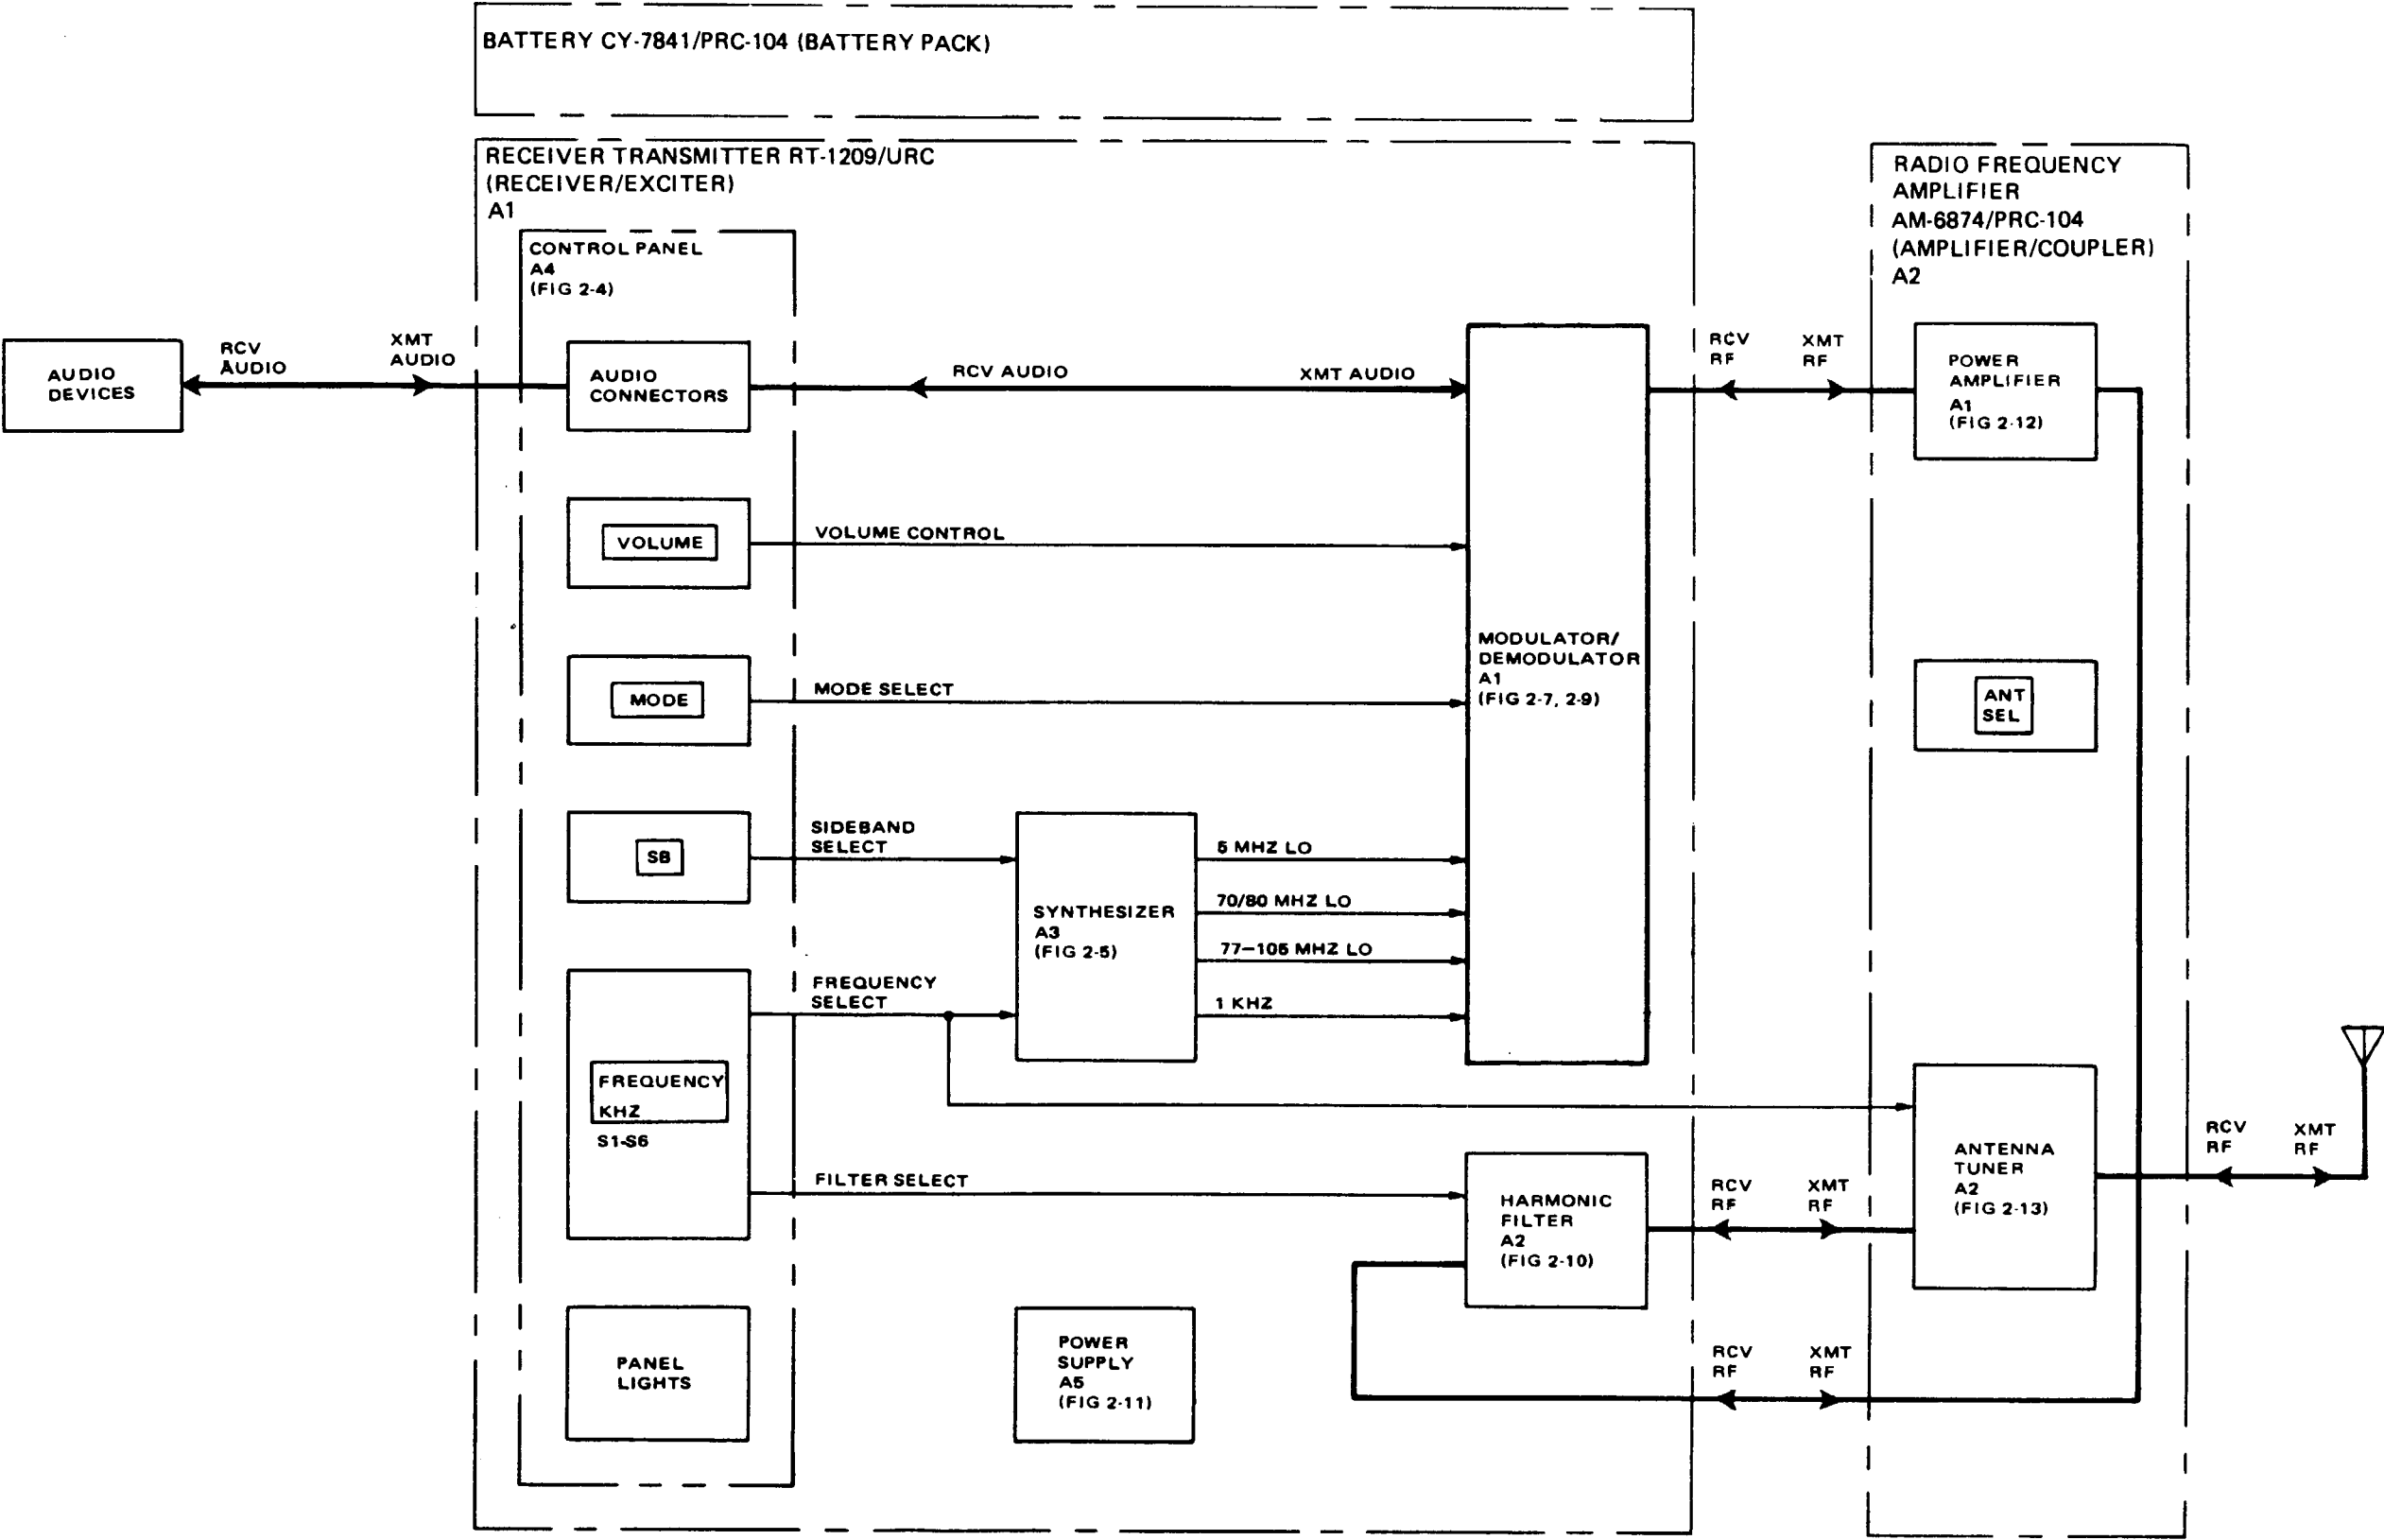 BATTERY CY-7841/PRC-104 (BATTERY PACK)
RECEIVER TRANSMITTER RT-1209/URC
(RECEIVER/EXCITER)
A1
RADIO FREQUENCY
AMPLIFIER
AM-6874/PRC-104
(AMPLIFIER/COUPLER)
A2
CONTROL PANEL
A4
(FIG 2-4)
AUDIO
DEVICES
RCV
AUDIO
XMT
AUDIO
AUDIO
CONNECTORS
RCV AUDIO
XMT AUDIO
RCV
RF
XMT
RF
POWER
AMPLIFIER
A1
(FIG 2-12)
VOLUME
VOLUME CONTROL
MODE
MODE SELECT
MODULATOR/
DEMODULATOR
A1
(FIG 2-7, 2-9)
ANT
SEL
SB
SIDEBAND
SELECT
SYNTHESIZER
A3
(FIG 2-5)
5 MHZ LO
70/80 MHZ LO
77–105 MHZ LO
1 KHZ
FREQUENCY
SELECT
FREQUENCY
KHZ
S1-S6
FILTER SELECT
HARMONIC
FILTER
A2
(FIG 2-10)
RCV
RF
XMT
RF
ANTENNA
TUNER
A2
(FIG 2-13)
RCV
RF
XMT
RF
PANEL
LIGHTS
POWER
SUPPLY
A5
(FIG 2-11)
RCV
RF
XMT
RF